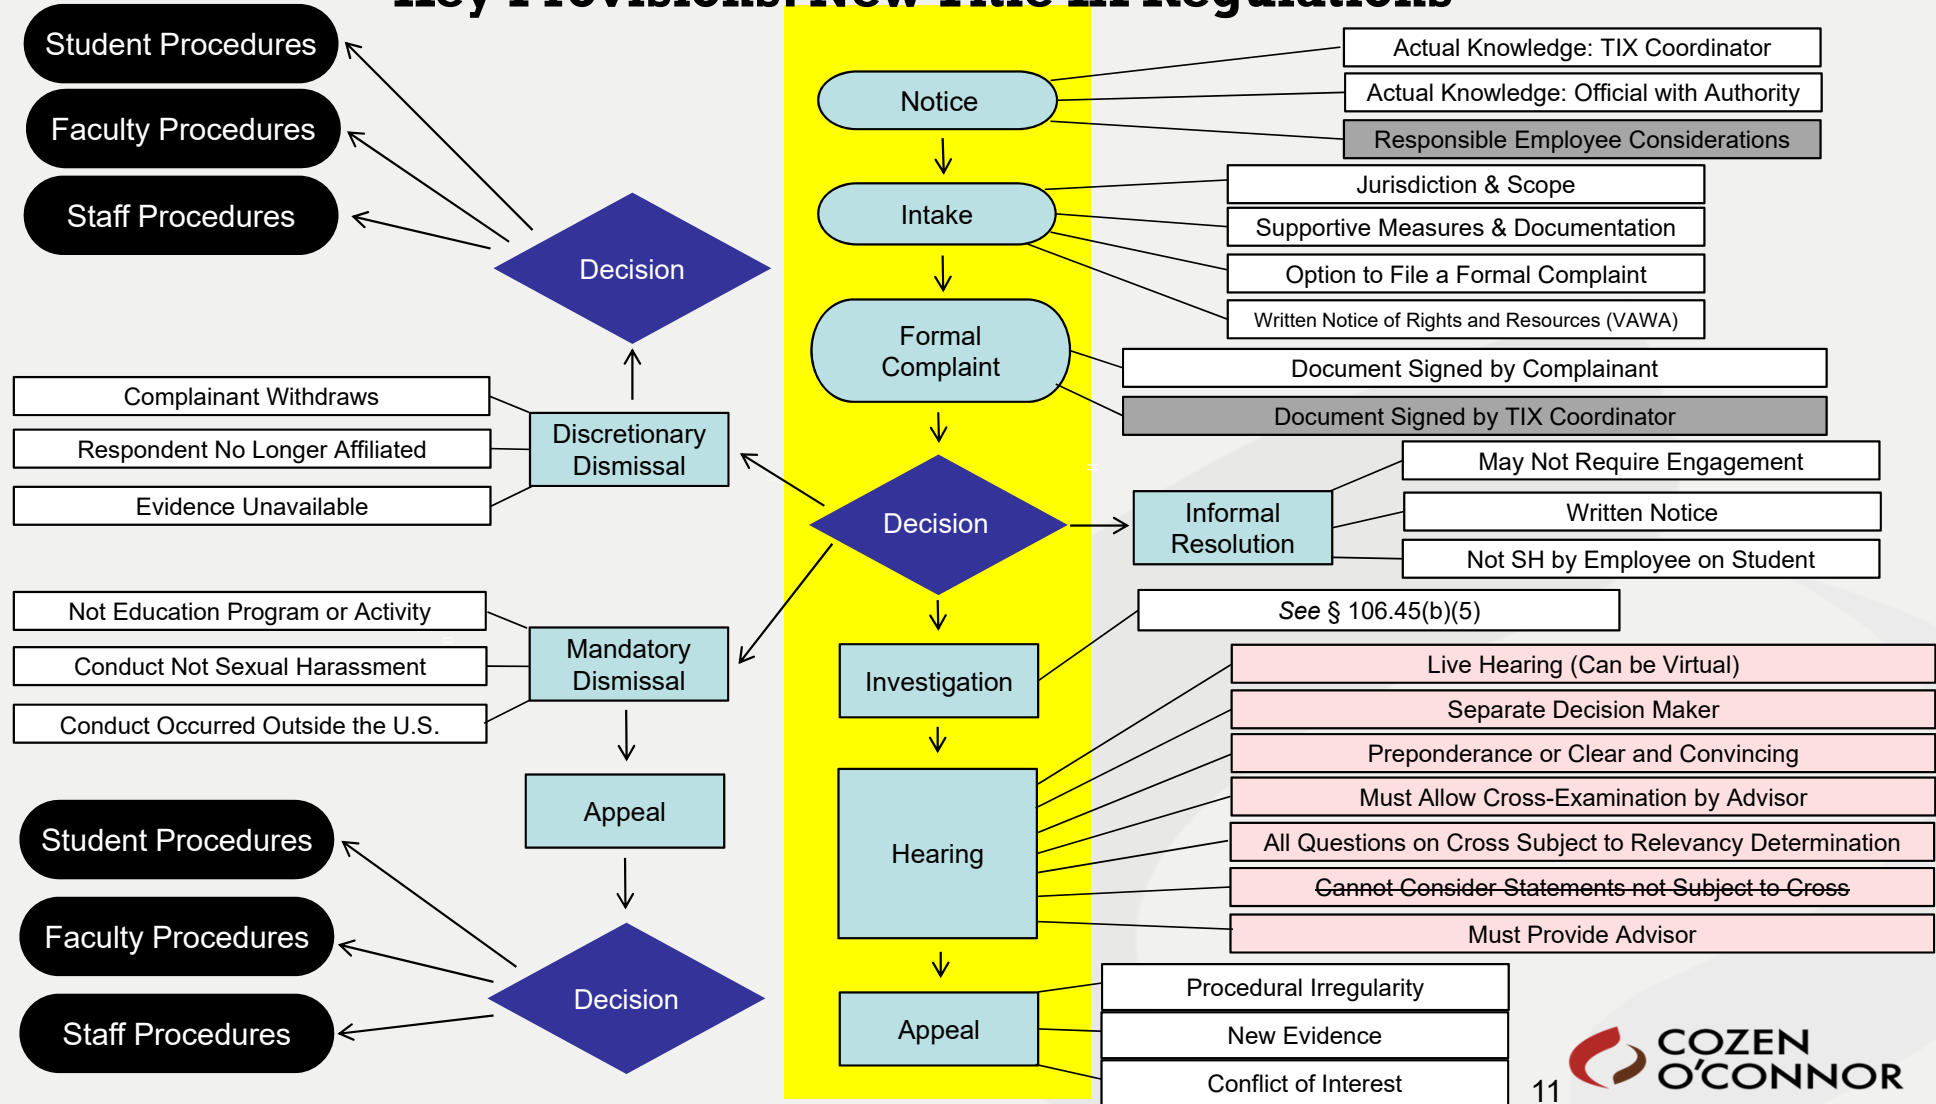 Key Provisions: New Title IX Regulations
Student Procedures
Faculty Procedures
Staff Procedures
Decision
Complainant Withdraws
Respondent No Longer Affiliated
Evidence Unavailable
Discretionary
Dismissal
Not Education Program or Activity
Conduct Not Sexual Harassment
Conduct Occurred Outside the U.S.
Mandatory
Dismissal
Appeal
Student Procedures
Faculty Procedures
Staff Procedures
Decision
Notice
Actual Knowledge: TIX Coordinator
Actual Knowledge: Official with Authority
Responsible Employee Considerations
Intake
Jurisdiction & Scope
Supportive Measures & Documentation
Option to File a Formal Complaint
Written Notice of Rights and Resources (VAWA)
Formal
Complaint
Document Signed by Complainant
Document Signed by TIX Coordinator
Decision
Informal
Resolution
May Not Require Engagement
Written Notice
Not SH by Employee on Student
Investigation
See § 106.45(b)(5)
Hearing
Live Hearing (Can be Virtual)
Separate Decision Maker
Preponderance or Clear and Convincing
Must Allow Cross-Examination by Advisor
All Questions on Cross Subject to Relevancy Determination
Cannot Consider Statements not Subject to Cross
Must Provide Advisor
Appeal
Procedural Irregularity
New Evidence
Conflict of Interest
11
COZEN
O'CONNOR